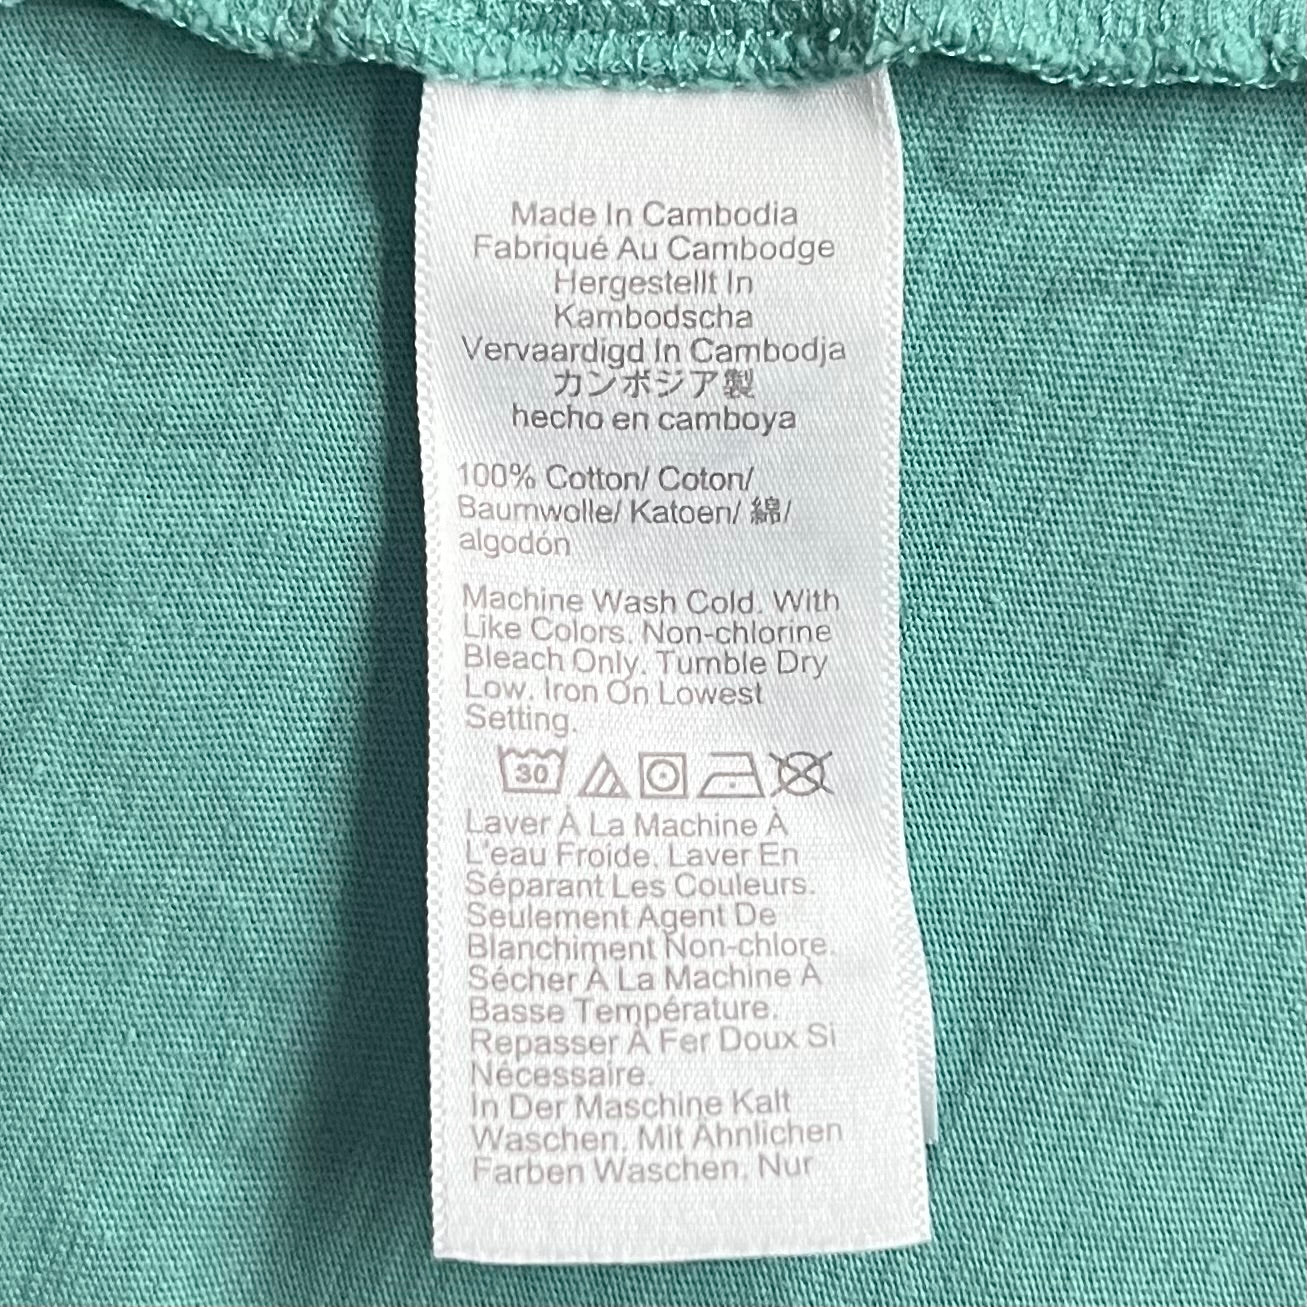 Made In Cambodia
Fabriqué Au Cambodge
Hergestellt In
Kambodscha
Vervaardigd In Cambodja
カンボジア製
hecho en camboya
100% Cotton/ Coton/
Baumwolle/ Katoen/ 綿/
algodón
Machine Wash Cold. With
Like Colors. Non-chlorine
Bleach Only. Tumble Dry
Low. Iron On Lowest
Setting.
30
Laver À La Machine À
L'eau Froide. Laver En
Séparant Les Couleurs.
Seulement Agent De
Blanchiment Non-chlore.
Sécher À La Machine À
Basse Température.
Repasser À Fer Doux Si
Nécessaire.
In Der Maschine Kalt
Waschen. Mit Ähnlichen
Farben Waschen. Nur